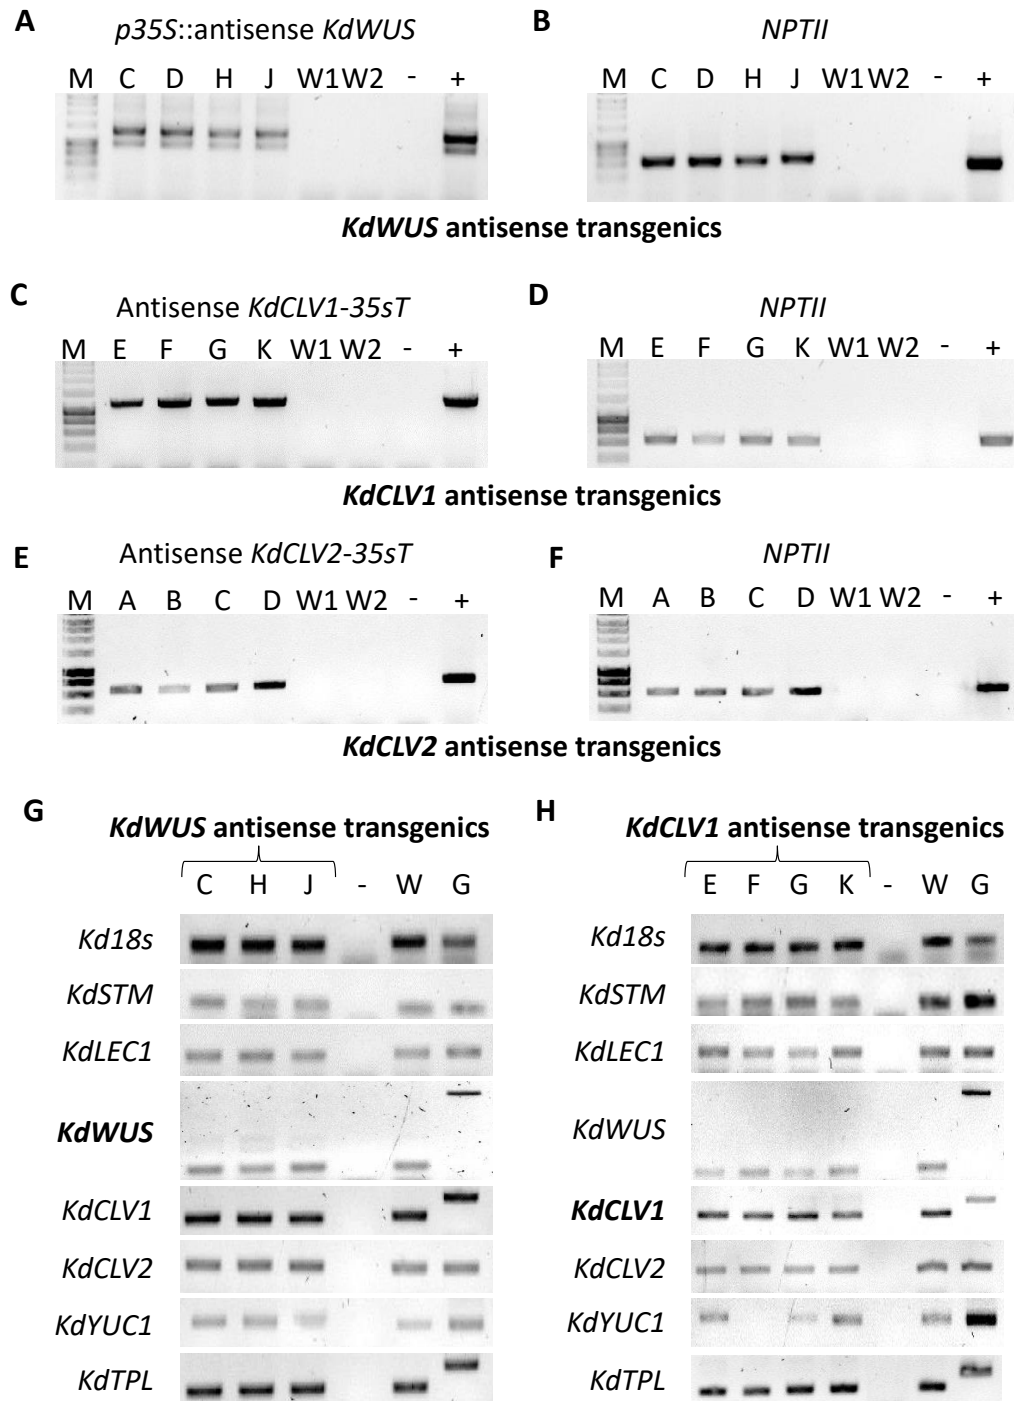 A
p35S::antisense KdWUS
M C D H J W1 W2 - +
B
NPTII
M C D H J W1 W2 - +
KdWUS antisense transgenics
C
Antisense KdCLV1-35sT
M E F G K W1 W2 - +
D
NPTII
M E F G K W1 W2 - +
KdCLV1 antisense transgenics
E
Antisense KdCLV2-35sT
M A B C D W1 W2 - +
F
NPTII
M A B C D W1 W2 - +
KdCLV2 antisense transgenics
G
KdWUS antisense transgenics
C H J - W G
Kd18s
KdSTM
KdLEC1
KdWUS
KdCLV1
KdCLV2
KdYUC1
KdTPL
H
KdCLV1 antisense transgenics
E F G K - W G
Kd18s
KdSTM
KdLEC1
KdWUS
KdCLV1
KdCLV2
KdYUC1
KdTPL